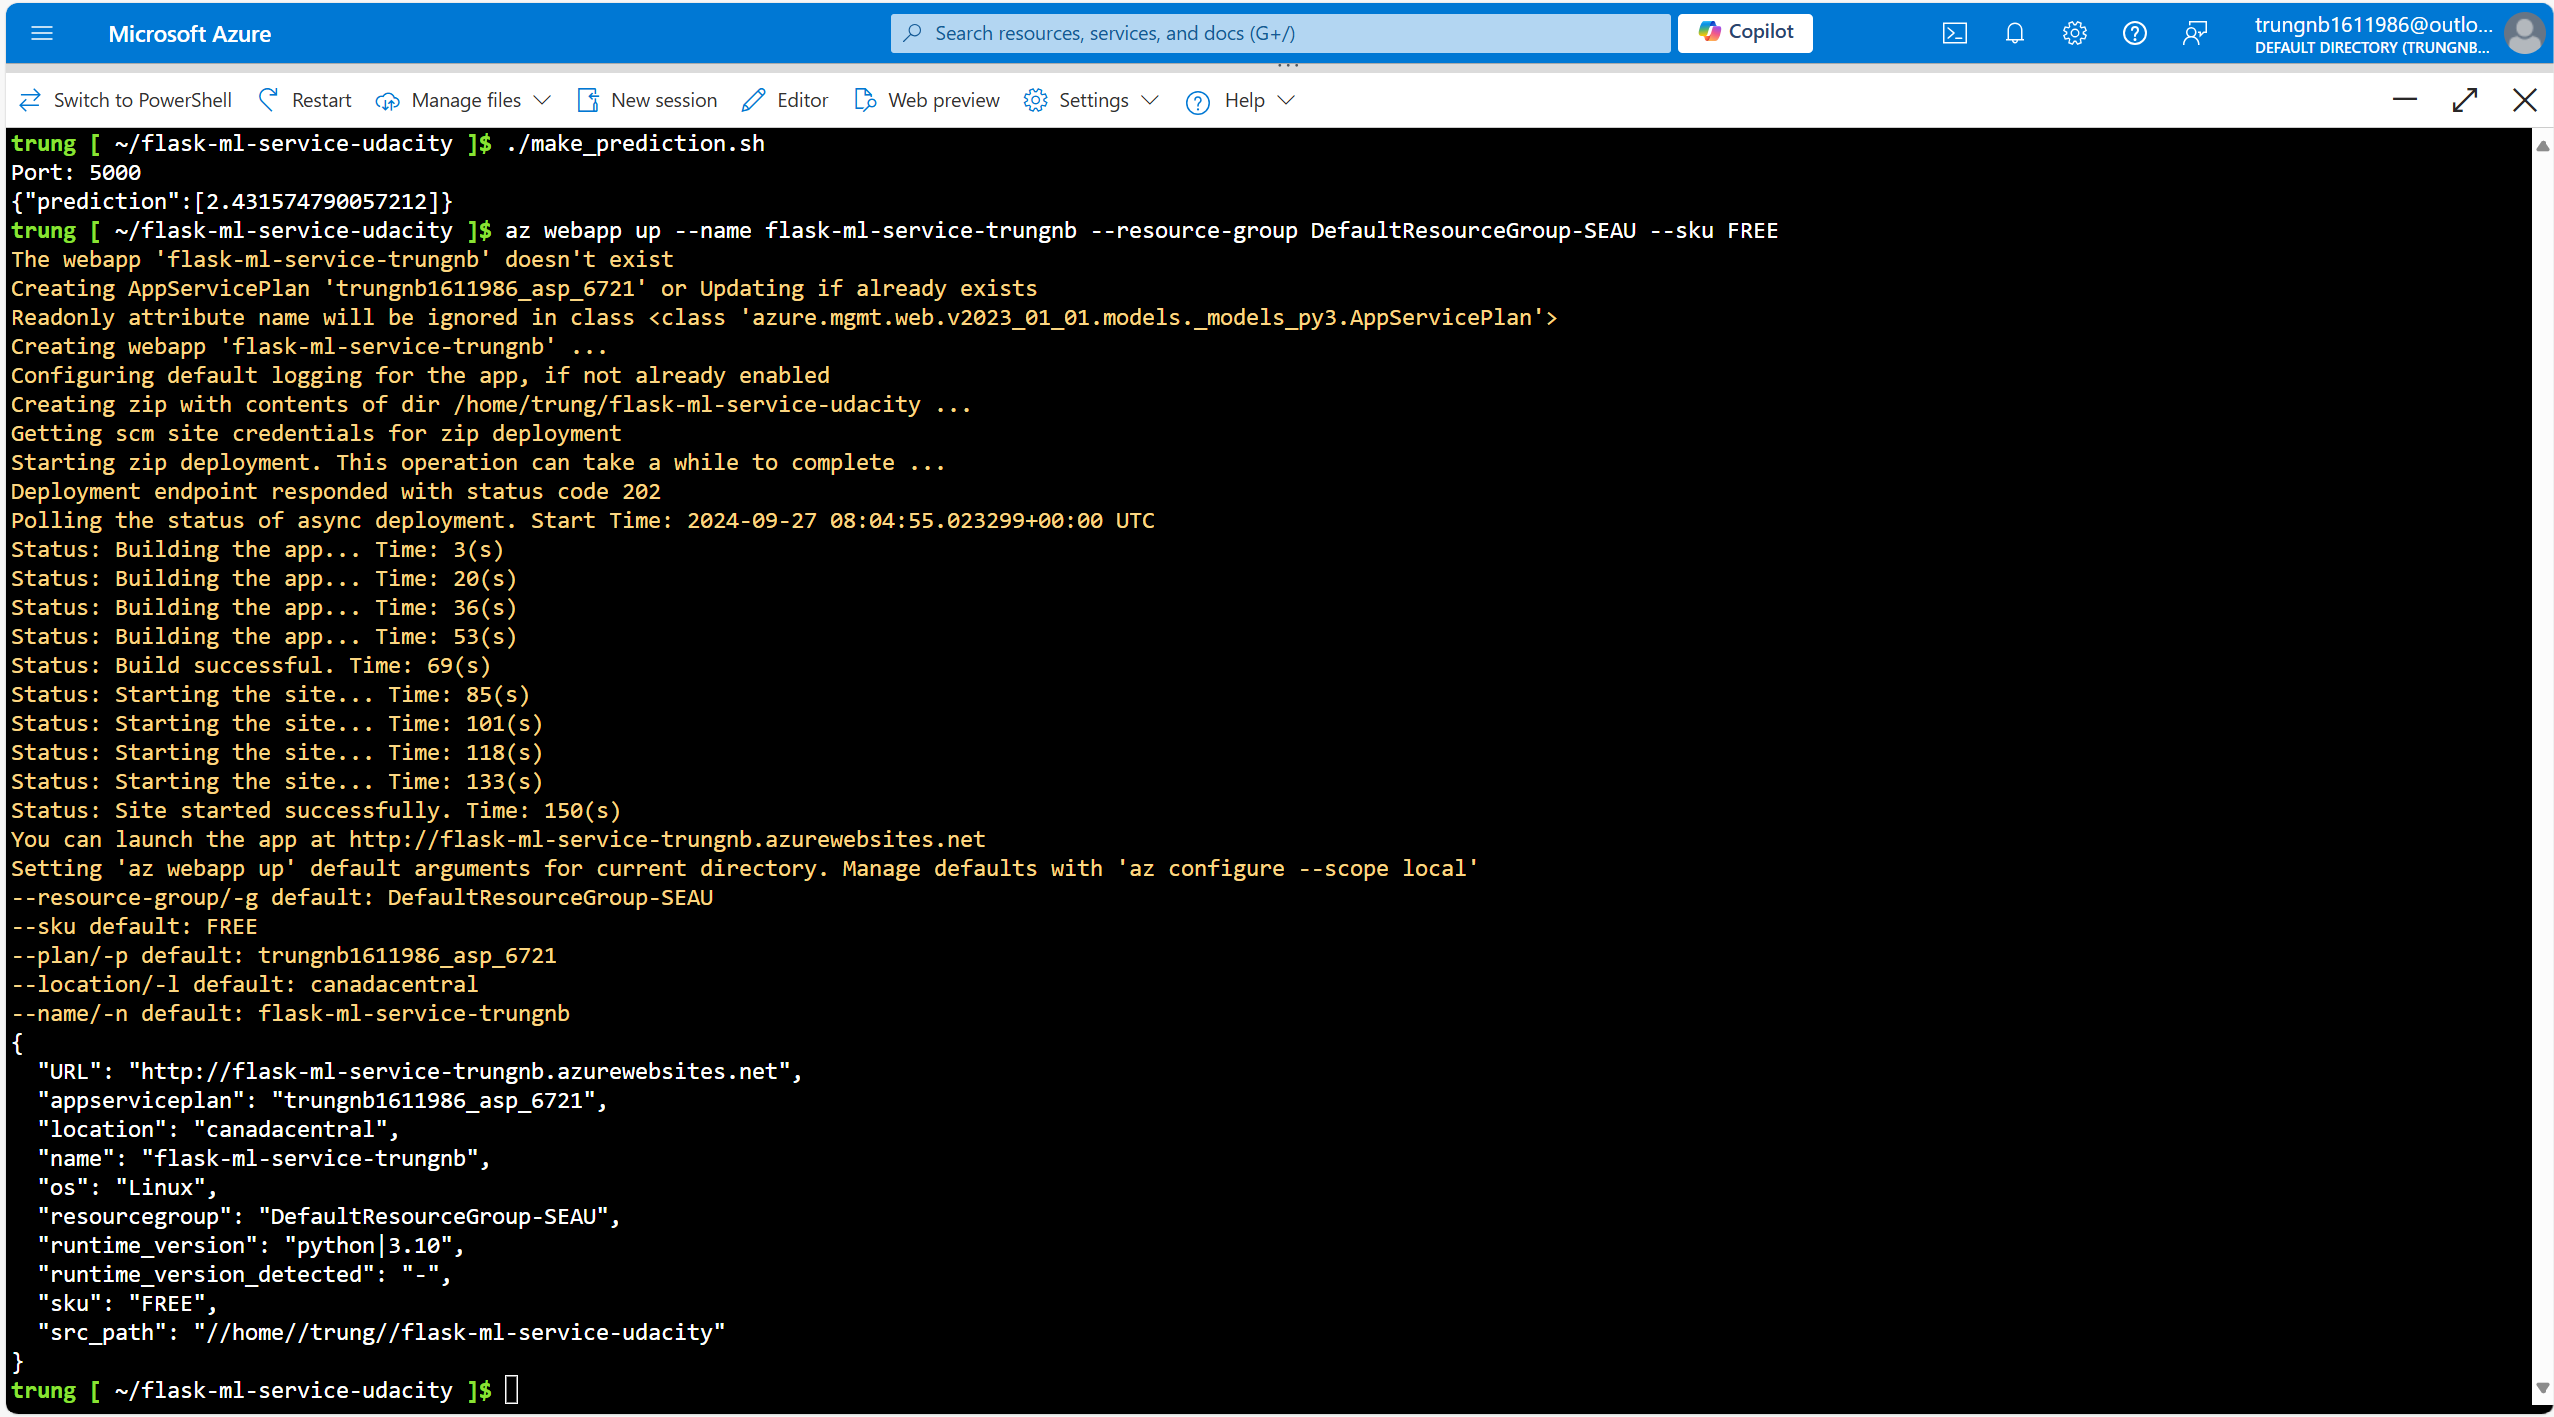 Microsoft Azure
Search resources, services, and docs (G+/)
Copilot
trungnb1611986@outlo...
DEFAULT DIRECTORY (TRUNGNB...
Switch to PowerShell Restart Manage files New session Editor Web preview Settings Help
trung [ ~/flask-ml-service-udacity ]$ ./make_prediction.sh
Port: 5000
{"prediction":[2.431574790057212]}
trung [ ~/flask-ml-service-udacity ]$ az webapp up --name flask-ml-service-trungnb --resource-group DefaultResourceGroup-SEAU --sku FREE
The webapp 'flask-ml-service-trungnb' doesn't exist
Creating AppServicePlan 'trungnb1611986_asp_6721' or Updating if already exists
Readonly attribute name will be ignored in class <class 'azure.mgmt.web.v2023_01_01.models._models_py3.AppServicePlan'>
Creating webapp 'flask-ml-service-trungnb' ...
Configuring default logging for the app, if not already enabled
Creating zip with contents of dir /home/trung/flask-ml-service-udacity ...
Getting scm site credentials for zip deployment
Starting zip deployment. This operation can take a while to complete ...
Deployment endpoint responded with status code 202
Polling the status of async deployment. Start Time: 2024-09-27 08:04:55.023299+00:00 UTC
Status: Building the app... Time: 3(s)
Status: Building the app... Time: 20(s)
Status: Building the app... Time: 36(s)
Status: Building the app... Time: 53(s)
Status: Build successful. Time: 69(s)
Status: Starting the site... Time: 85(s)
Status: Starting the site... Time: 101(s)
Status: Starting the site... Time: 118(s)
Status: Starting the site... Time: 133(s)
Status: Site started successfully. Time: 150(s)
You can launch the app at http://flask-ml-service-trungnb.azurewebsites.net
Setting 'az webapp up' default arguments for current directory. Manage defaults with 'az configure --scope local'
--resource-group/-g default: DefaultResourceGroup-SEAU
--sku default: FREE
--plan/-p default: trungnb1611986_asp_6721
--location/-l default: canadacentral
--name/-n default: flask-ml-service-trungnb
{
  "URL": "http://flask-ml-service-trungnb.azurewebsites.net",
  "appserviceplan": "trungnb1611986_asp_6721",
  "location": "canadacentral",
  "name": "flask-ml-service-trungnb",
  "os": "Linux",
  "resourcegroup": "DefaultResourceGroup-SEAU",
  "runtime_version": "python|3.10",
  "runtime_version_detected": "-",
  "sku": "FREE",
  "src_path": "//home//trung//flask-ml-service-udacity"
}
trung [ ~/flask-ml-service-udacity ]$